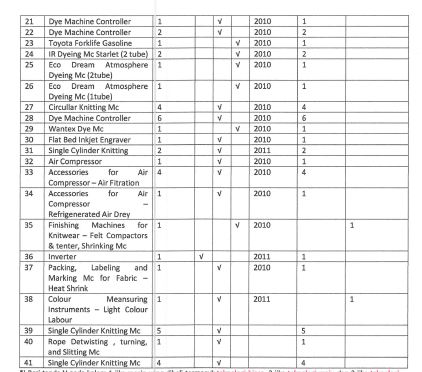 21 Dye Machine Controller 1 √ 2010 1
22 Dye Machine Controller 2 √ 2010 2
23 Toyota Forklife Gasoline 1 √ 2010 1
24 IR Dyeing Mc Starlet (2 tube) 2 √ 2010 2
25 Eco Dream Atmosphere 1 √ 2010 1
Dyeing Mc (2tube)
26 Eco Dream Atmosphere 1 √ 2010 1
Dyeing Mc (1tube)
27 Circullar Knitting Mc 4 √ 2010 4
28 Dye Machine Controller 6 √ 2010 6
29 Wantex Dye Mc 1 √ 2010 1
30 Flat Bed Inkjet Engraver 1 √ 2010 1
31 Single Cylinder Knitting 2 √ 2011 2
32 Air Compressor 1 √ 2010 1
33 Accessories for Air 4 √ 2010 4
Compressor – Air Fitration
34 Accessories for Air 1 √ 2010 1
Compressor –
Refrigenerated Air Drey
35 Finishing Machines for 1 √ 2010 1
Knitwear – Felt Compactors
& tenter, Shrinking Mc
36 Inverter 1 √ 2011 1
37 Packing, Labeling and 1 √ 2010 1
Marking Mc for Fabric –
Heat Shrink
38 Colour Meansuring 1 √ 2011 1
Instruments – Light Colour
Labour
39 Single Cylinder Knitting Mc 5 √ 5
40 Rope Detwisting , turning, 1 √ 1
and Slitting Mc
41 Single Cylinder Knitting Mc 4 √ 4